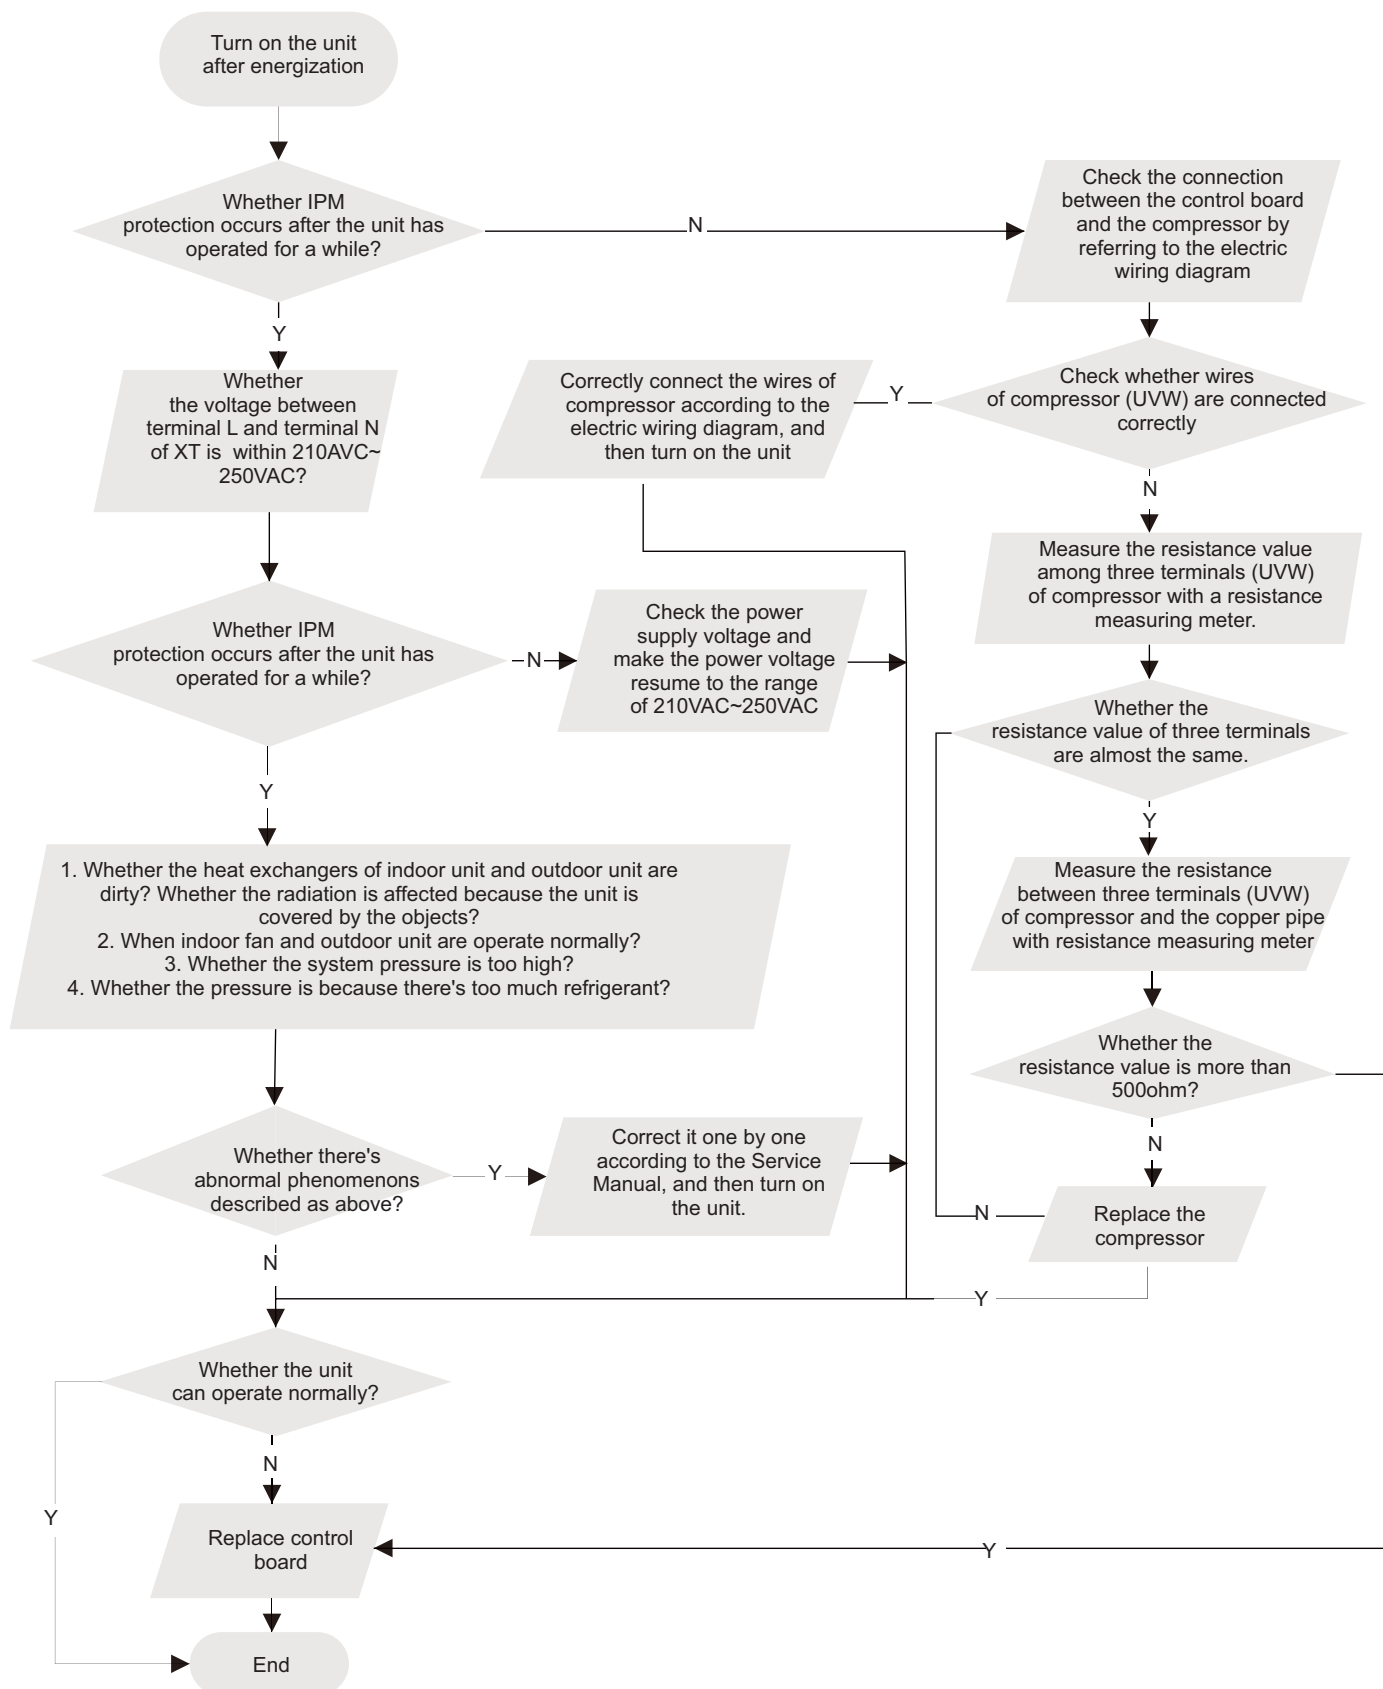 Turn on the unit
after energization
Whether IPM
protection occurs after the unit has
operated for a while?
N
Check the connection
between the control board
and the compressor by
referring to the electric
wiring diagram
Y
Whether
the voltage between
terminal L and terminal N
of XT is within 210AVC~
250VAC?
Correctly connect the wires of
compressor according to the
electric wiring diagram, and
then turn on the unit
Y
Check whether wires
of compressor (UVW) are connected
correctly
N
Measure the resistance value
among three terminals (UVW)
of compressor with a resistance
measuring meter.
Whether IPM
protection occurs after the unit has
operated for a while?
N
Check the power
supply voltage and
make the power voltage
resume to the range
of 210VAC~250VAC
Whether the
resistance value of three terminals
are almost the same.
Y
Y
1. Whether the heat exchangers of indoor unit and outdoor unit are
dirty? Whether the radiation is affected because the unit is
covered by the objects?
2. When indoor fan and outdoor unit are operate normally?
3. Whether the system pressure is too high?
4. Whether the pressure is because there's too much refrigerant?
Measure the resistance
between three terminals (UVW)
of compressor and the copper pipe
with resistance measuring meter
Whether the
resistance value is more than
500ohm?
N
Whether there's
abnormal phenomenons
described as above?
Y
Correct it one by one
according to the Service
Manual, and then turn on
the unit.
N
Replace the
compressor
N
Y
Whether the unit
can operate normally?
N
Y
Replace control
board
Y
End